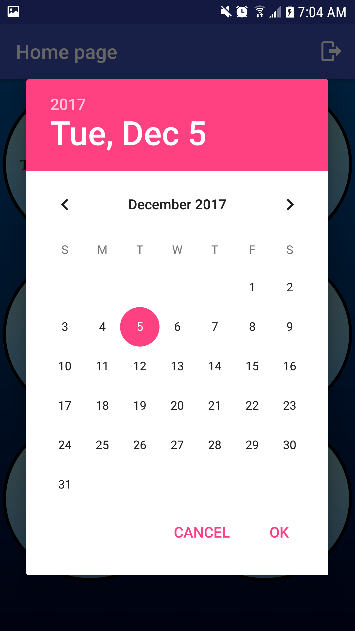 7:04 AM
Home page
2017
Tue, Dec 5
December 2017
S M T W T F S
1 2
3 4 5 6 7 8 9
10 11 12 13 14 15 16
17 18 19 20 21 22 23
24 25 26 27 28 29 30
31
CANCEL OK